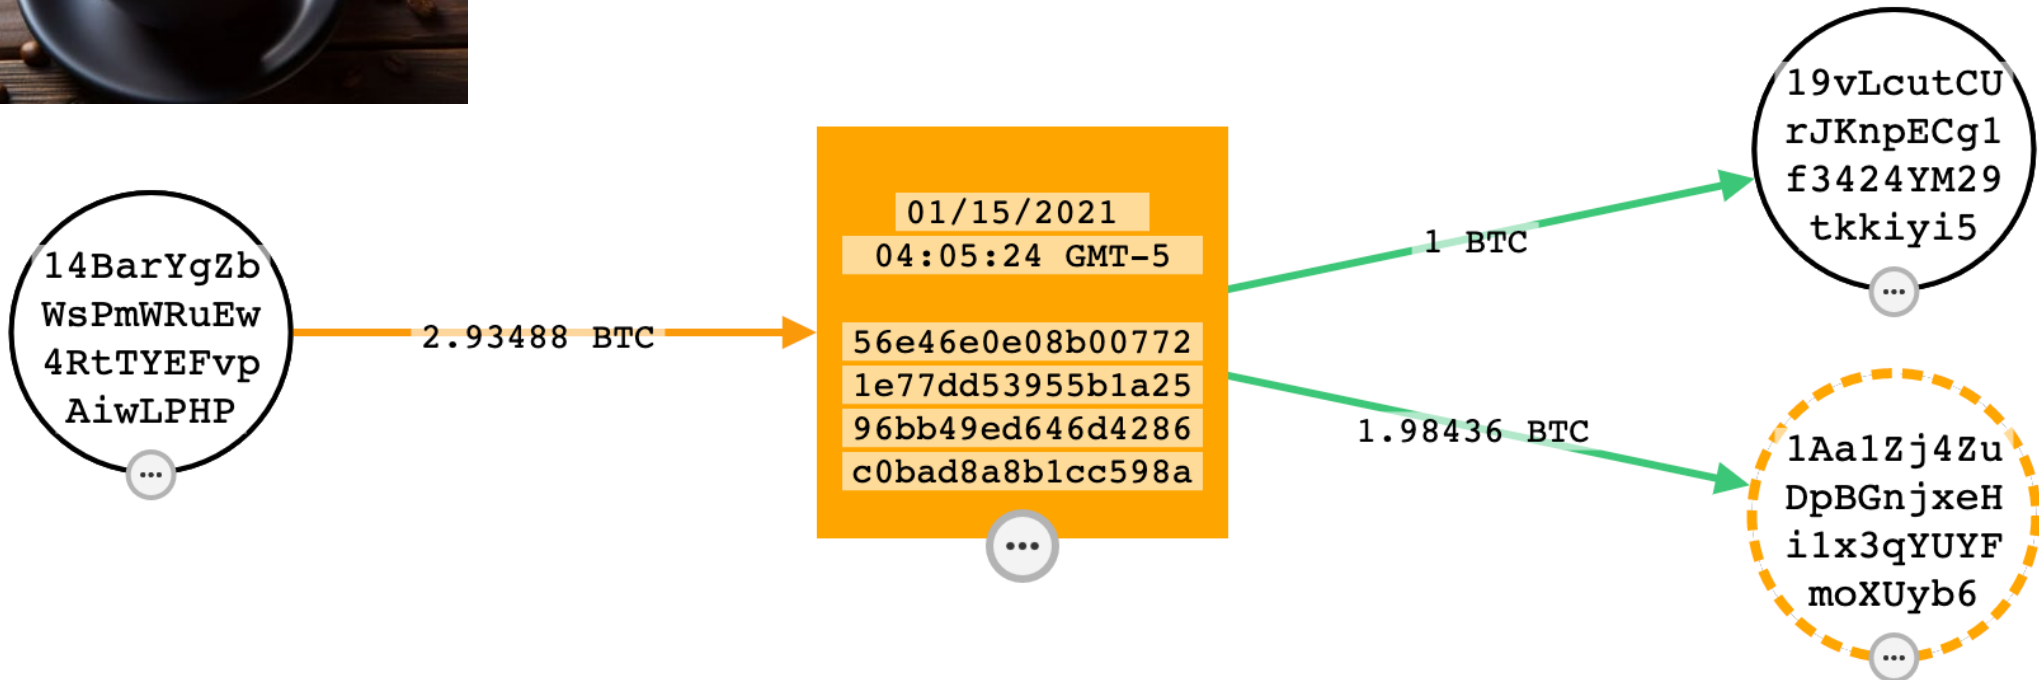 14BarYgZb
WsPmWRuEw
4RtTYEFvp
AiwLPHP
2.93488 BTC
01/15/2021
04:05:24 GMT-5
56e46e0e08b00772
1e77dd53955b1a25
96bb49ed646d4286
c0bad8a8b1cc598a
1 BTC
19vLcutCU
rJKnpECg1
f3424YM29
tkkiyi5
1.98436 BTC
1Aa1Zj4Zu
DpBGnjxeH
i1x3qYUYF
moXUyb6